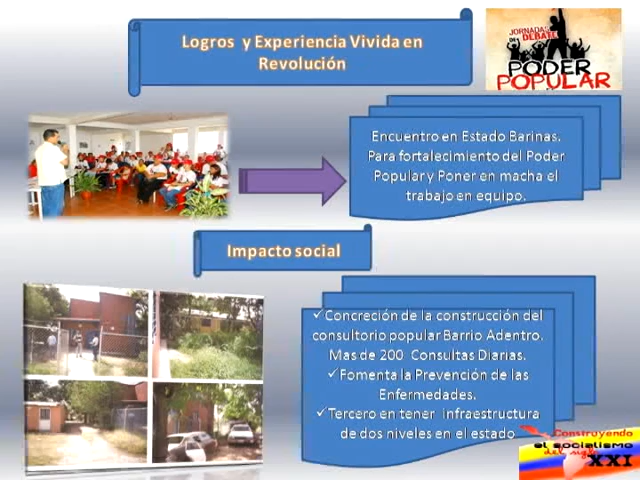 Logros y Experiencia Vivida en
Revolución
JORNADAS
DE DEBATE
PODER
POPULAR
Encuentro en Estado Barinas.
Para fortalecimiento del Poder
Popular y Poner en macha el
trabajo en equipo.
Impacto social
✓Concreción de la construcción del
consultorio popular Barrio Adentro.
Mas de 200 Consultas Diarias.
✓Fomenta la Prevención de las
Enfermedades.
✓Tercero en tener infraestructura
de dos niveles en el estado
Construyendo
el socialismo
del siglo
XXI